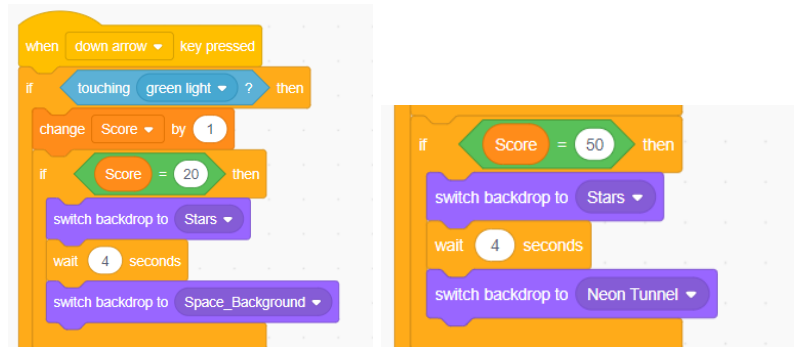 when down arrow key pressed
if touching green light ? then
change Score by 1
if Score = 20 then
switch backdrop to Stars
wait 4 seconds
switch backdrop to Space_Background
if Score = 50 then
switch backdrop to Stars
wait 4 seconds
switch backdrop to Neon Tunnel